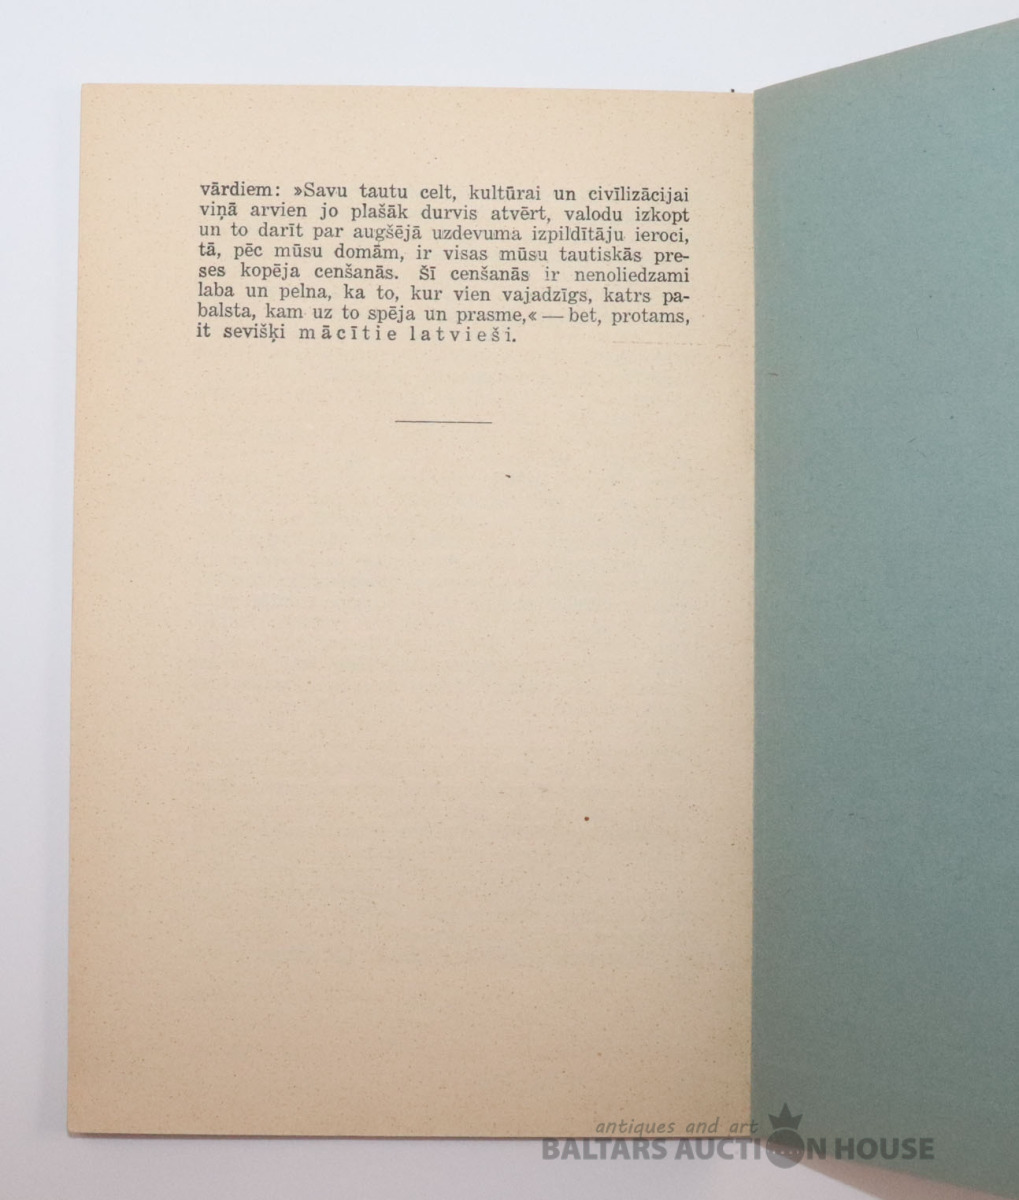 vārdiem: »Savu tautu celt, kultūrai un civīlizācijai
viņā arvien jo plašāk durvis atvērt, valodu izkopt
un to darīt par augšējā uzdevuma izpildītāju ieroci,
tā, pēc mūsu domām, ir visas mūsu tautiskās pre-
ses kopēja cenšanās. Šī cenšanās ir nenoliedzami
laba un pelna, ka to, kur vien vajadzīgs, katrs pa-
balsta, kam uz to spēja un prasme,« — bet, protams,
it sevišķi mācītie latvieši.
antiques and art
BALTARS AUCTION HOUSE